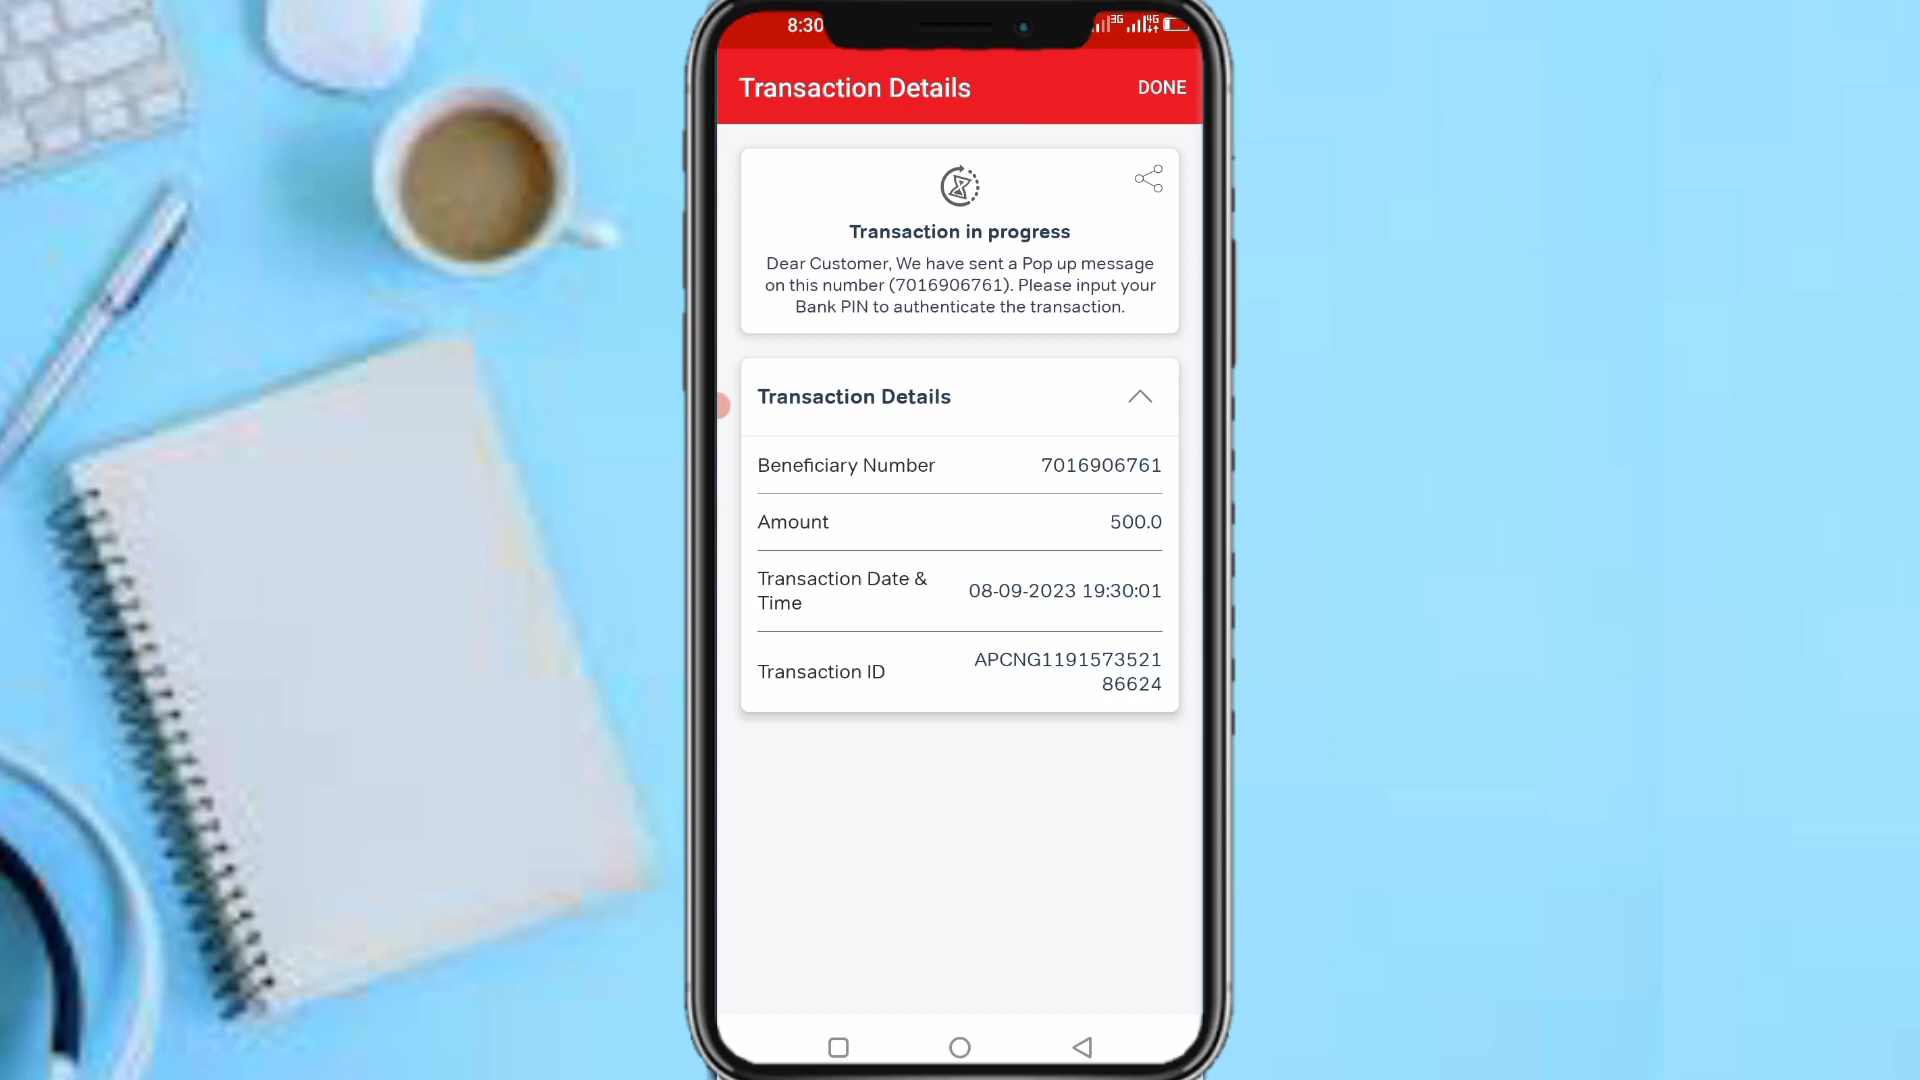 8:30
3G 4G
Transaction Details
DONE
Transaction in progress
Dear Customer, We have sent a Pop up message
on this number (7016906761). Please input your
Bank PIN to authenticate the transaction.
Transaction Details
Beneficiary Number 7016906761
Amount 500.0
Transaction Date &
Time
08-09-2023 19:30:01
Transaction ID
APCNG1191573521
86624